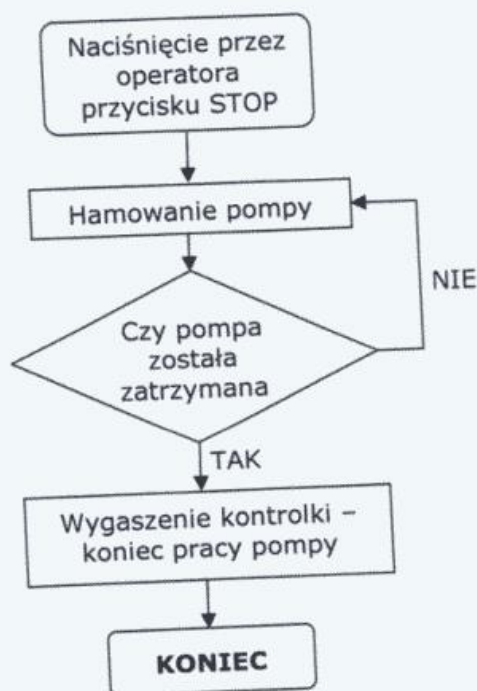 Naciśnięcie przez
operatora
przycisku STOP
Hamowanie pompy
NIE
Czy pompa
została
zatrzymana
TAK
Wygaszenie kontrolki –
koniec pracy pompy
KONIEC